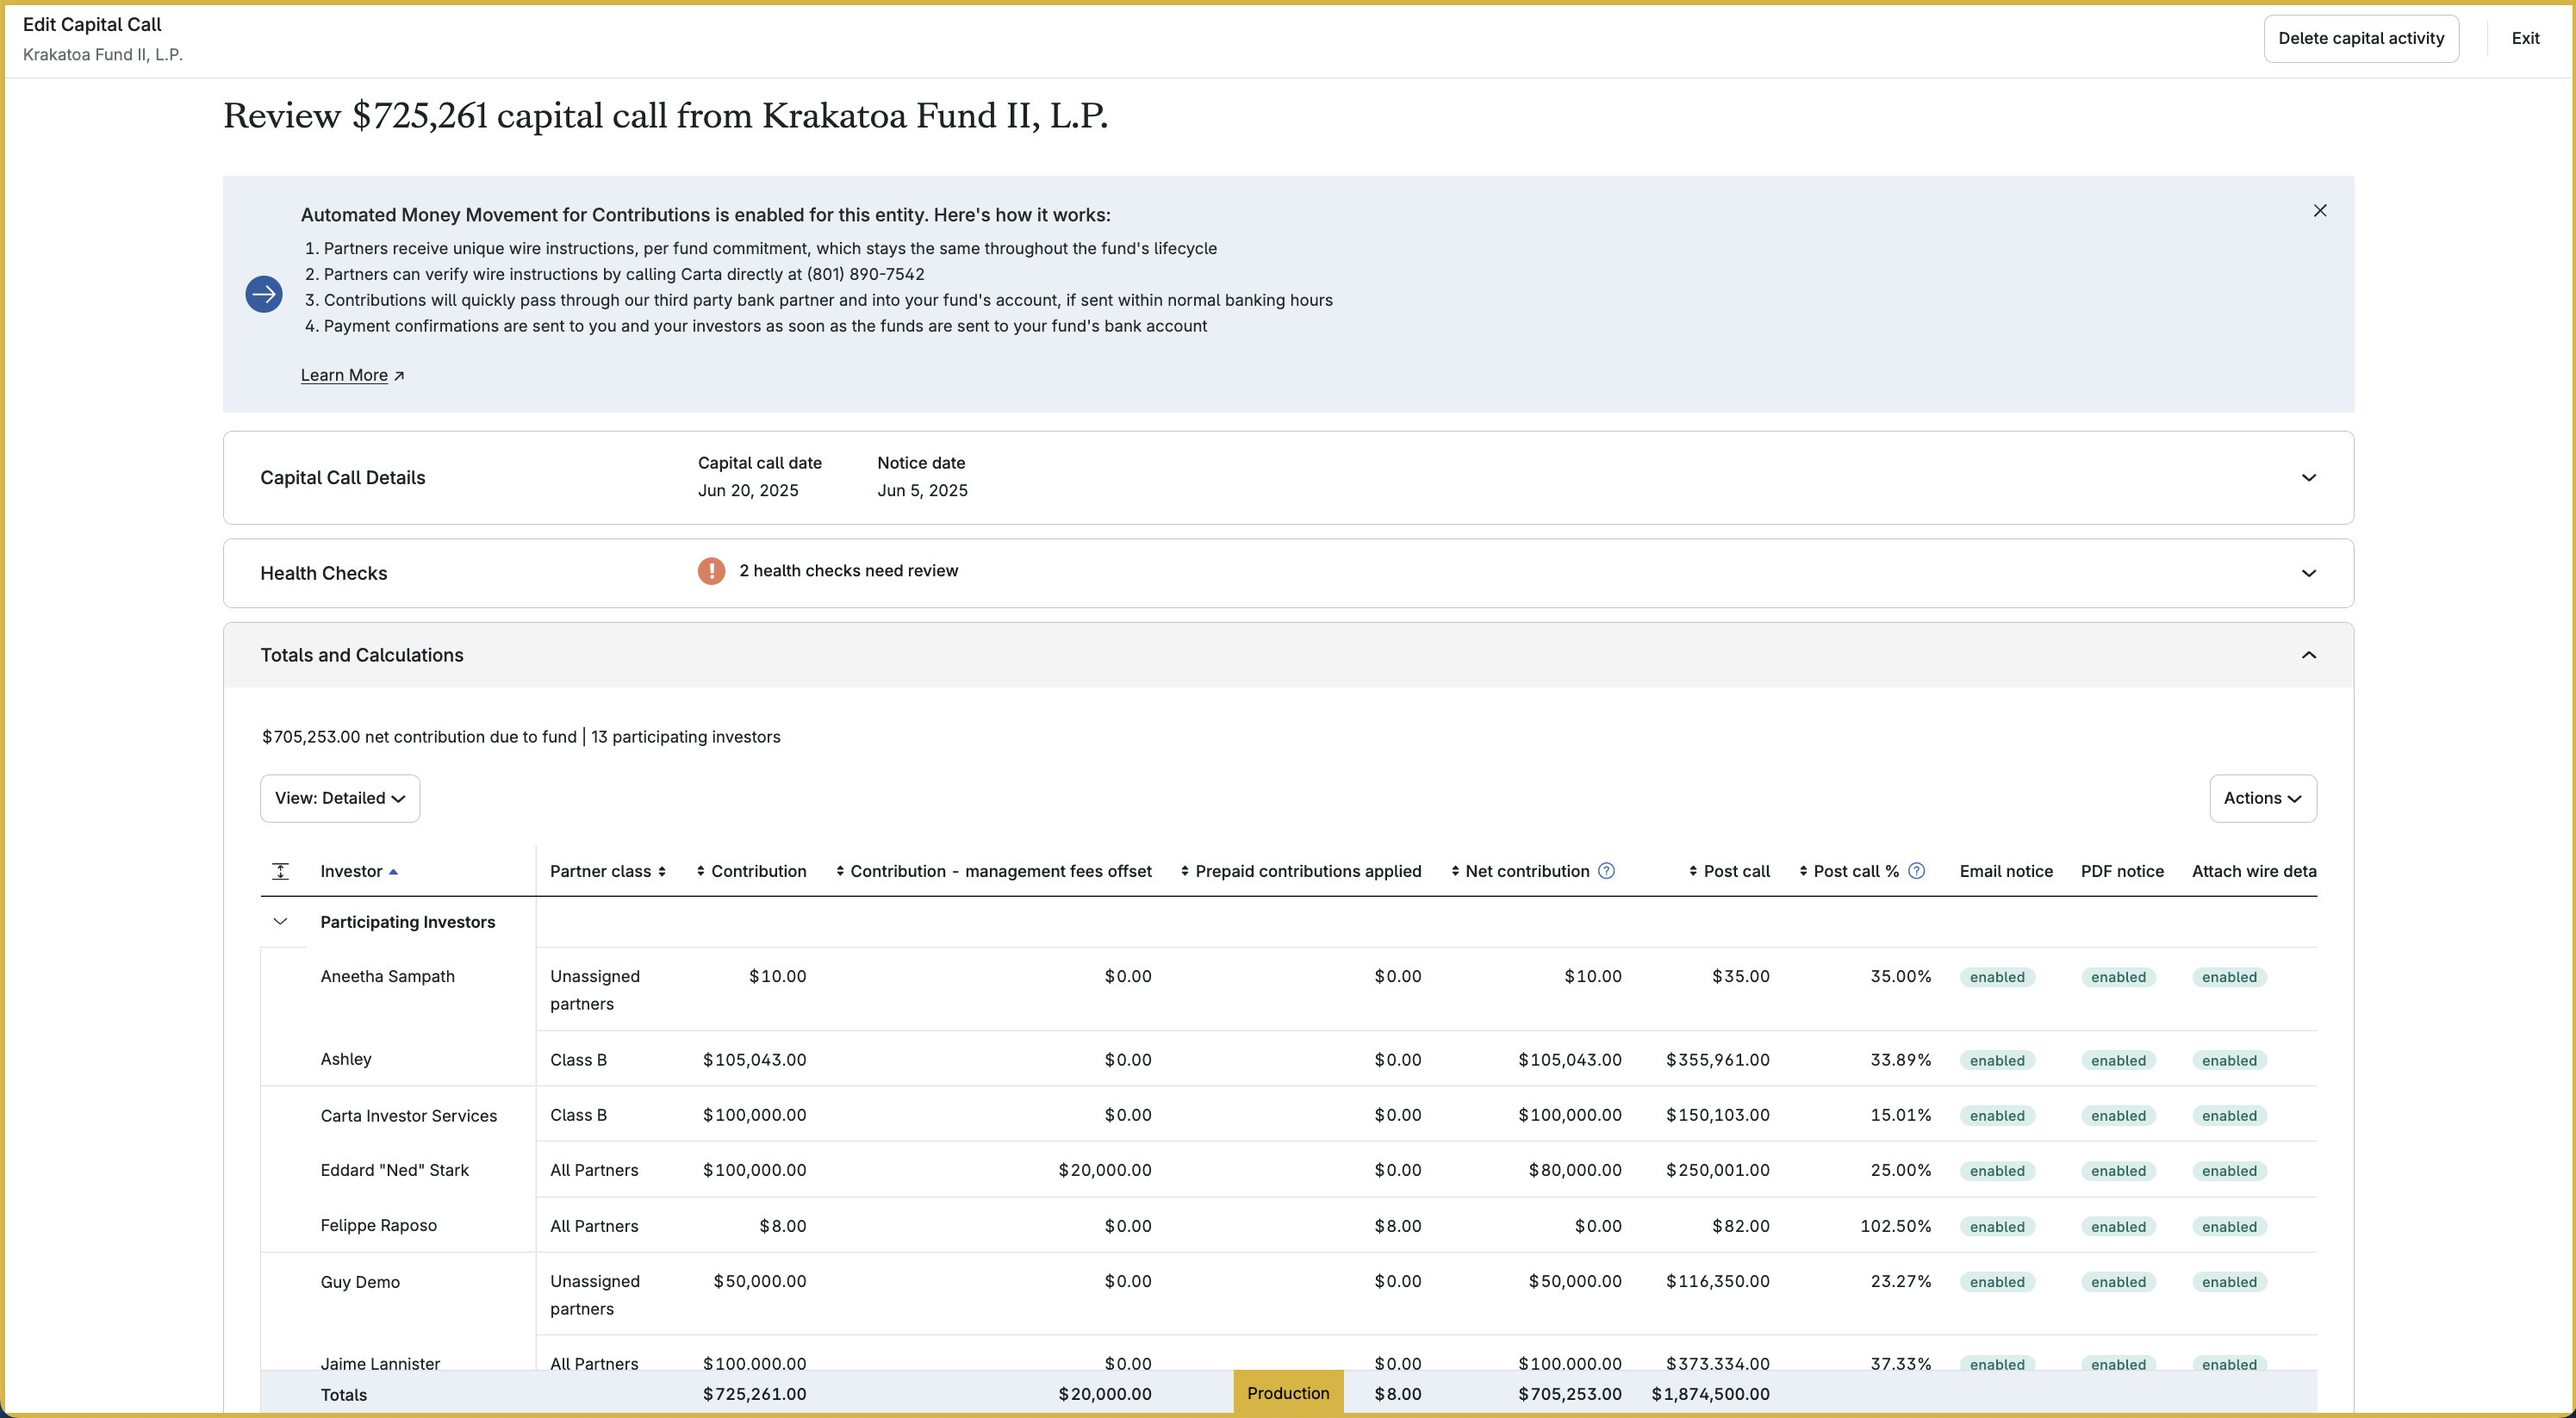 Edit Capital Call
Krakatoa Fund II, L.P.
Delete capital activity
Exit
Review $725,261 capital call from Krakatoa Fund II, L.P.
Automated Money Movement for Contributions is enabled for this entity. Here's how it works:
1. Partners receive unique wire instructions, per fund commitment, which stays the same throughout the fund's lifecycle
2. Partners can verify wire instructions by calling Carta directly at (801) 890-7542
3. Contributions will quickly pass through our third party bank partner and into your fund's account, if sent within normal banking hours
4. Payment confirmations are sent to you and your investors as soon as the funds are sent to your fund's bank account
Learn More
Capital Call Details
Capital call date
Jun 20, 2025
Notice date
Jun 5, 2025
Health Checks
2 health checks need review
Totals and Calculations
$705,253.00 net contribution due to fund | 13 participating investors
View: Detailed
Actions
Investor Partner class Contribution Contribution - management fees offset Prepaid contributions applied Net contribution Post call Post call % Email notice PDF notice Attach wire deta
Participating Investors
Aneetha Sampath Unassigned partners $10.00 $0.00 $0.00 $10.00 $35.00 35.00% enabled enabled enabled
Ashley Class B $105,043.00 $0.00 $0.00 $105,043.00 $355,961.00 33.89% enabled enabled enabled
Carta Investor Services Class B $100,000.00 $0.00 $0.00 $100,000.00 $150,103.00 15.01% enabled enabled enabled
Eddard "Ned" Stark All Partners $100,000.00 $20,000.00 $0.00 $80,000.00 $250,001.00 25.00% enabled enabled enabled
Felippe Raposo All Partners $8.00 $0.00 $8.00 $0.00 $82.00 102.50% enabled enabled enabled
Guy Demo Unassigned partners $50,000.00 $0.00 $0.00 $50,000.00 $116,350.00 23.27% enabled enabled enabled
Jaime Lannister All Partners $100,000.00 $0.00 $0.00 $100,000.00 $373,334.00 37.33% enabled enabled enabled
Totals $725,261.00 $20,000.00 Production $8.00 $705,253.00 $1,874,500.00